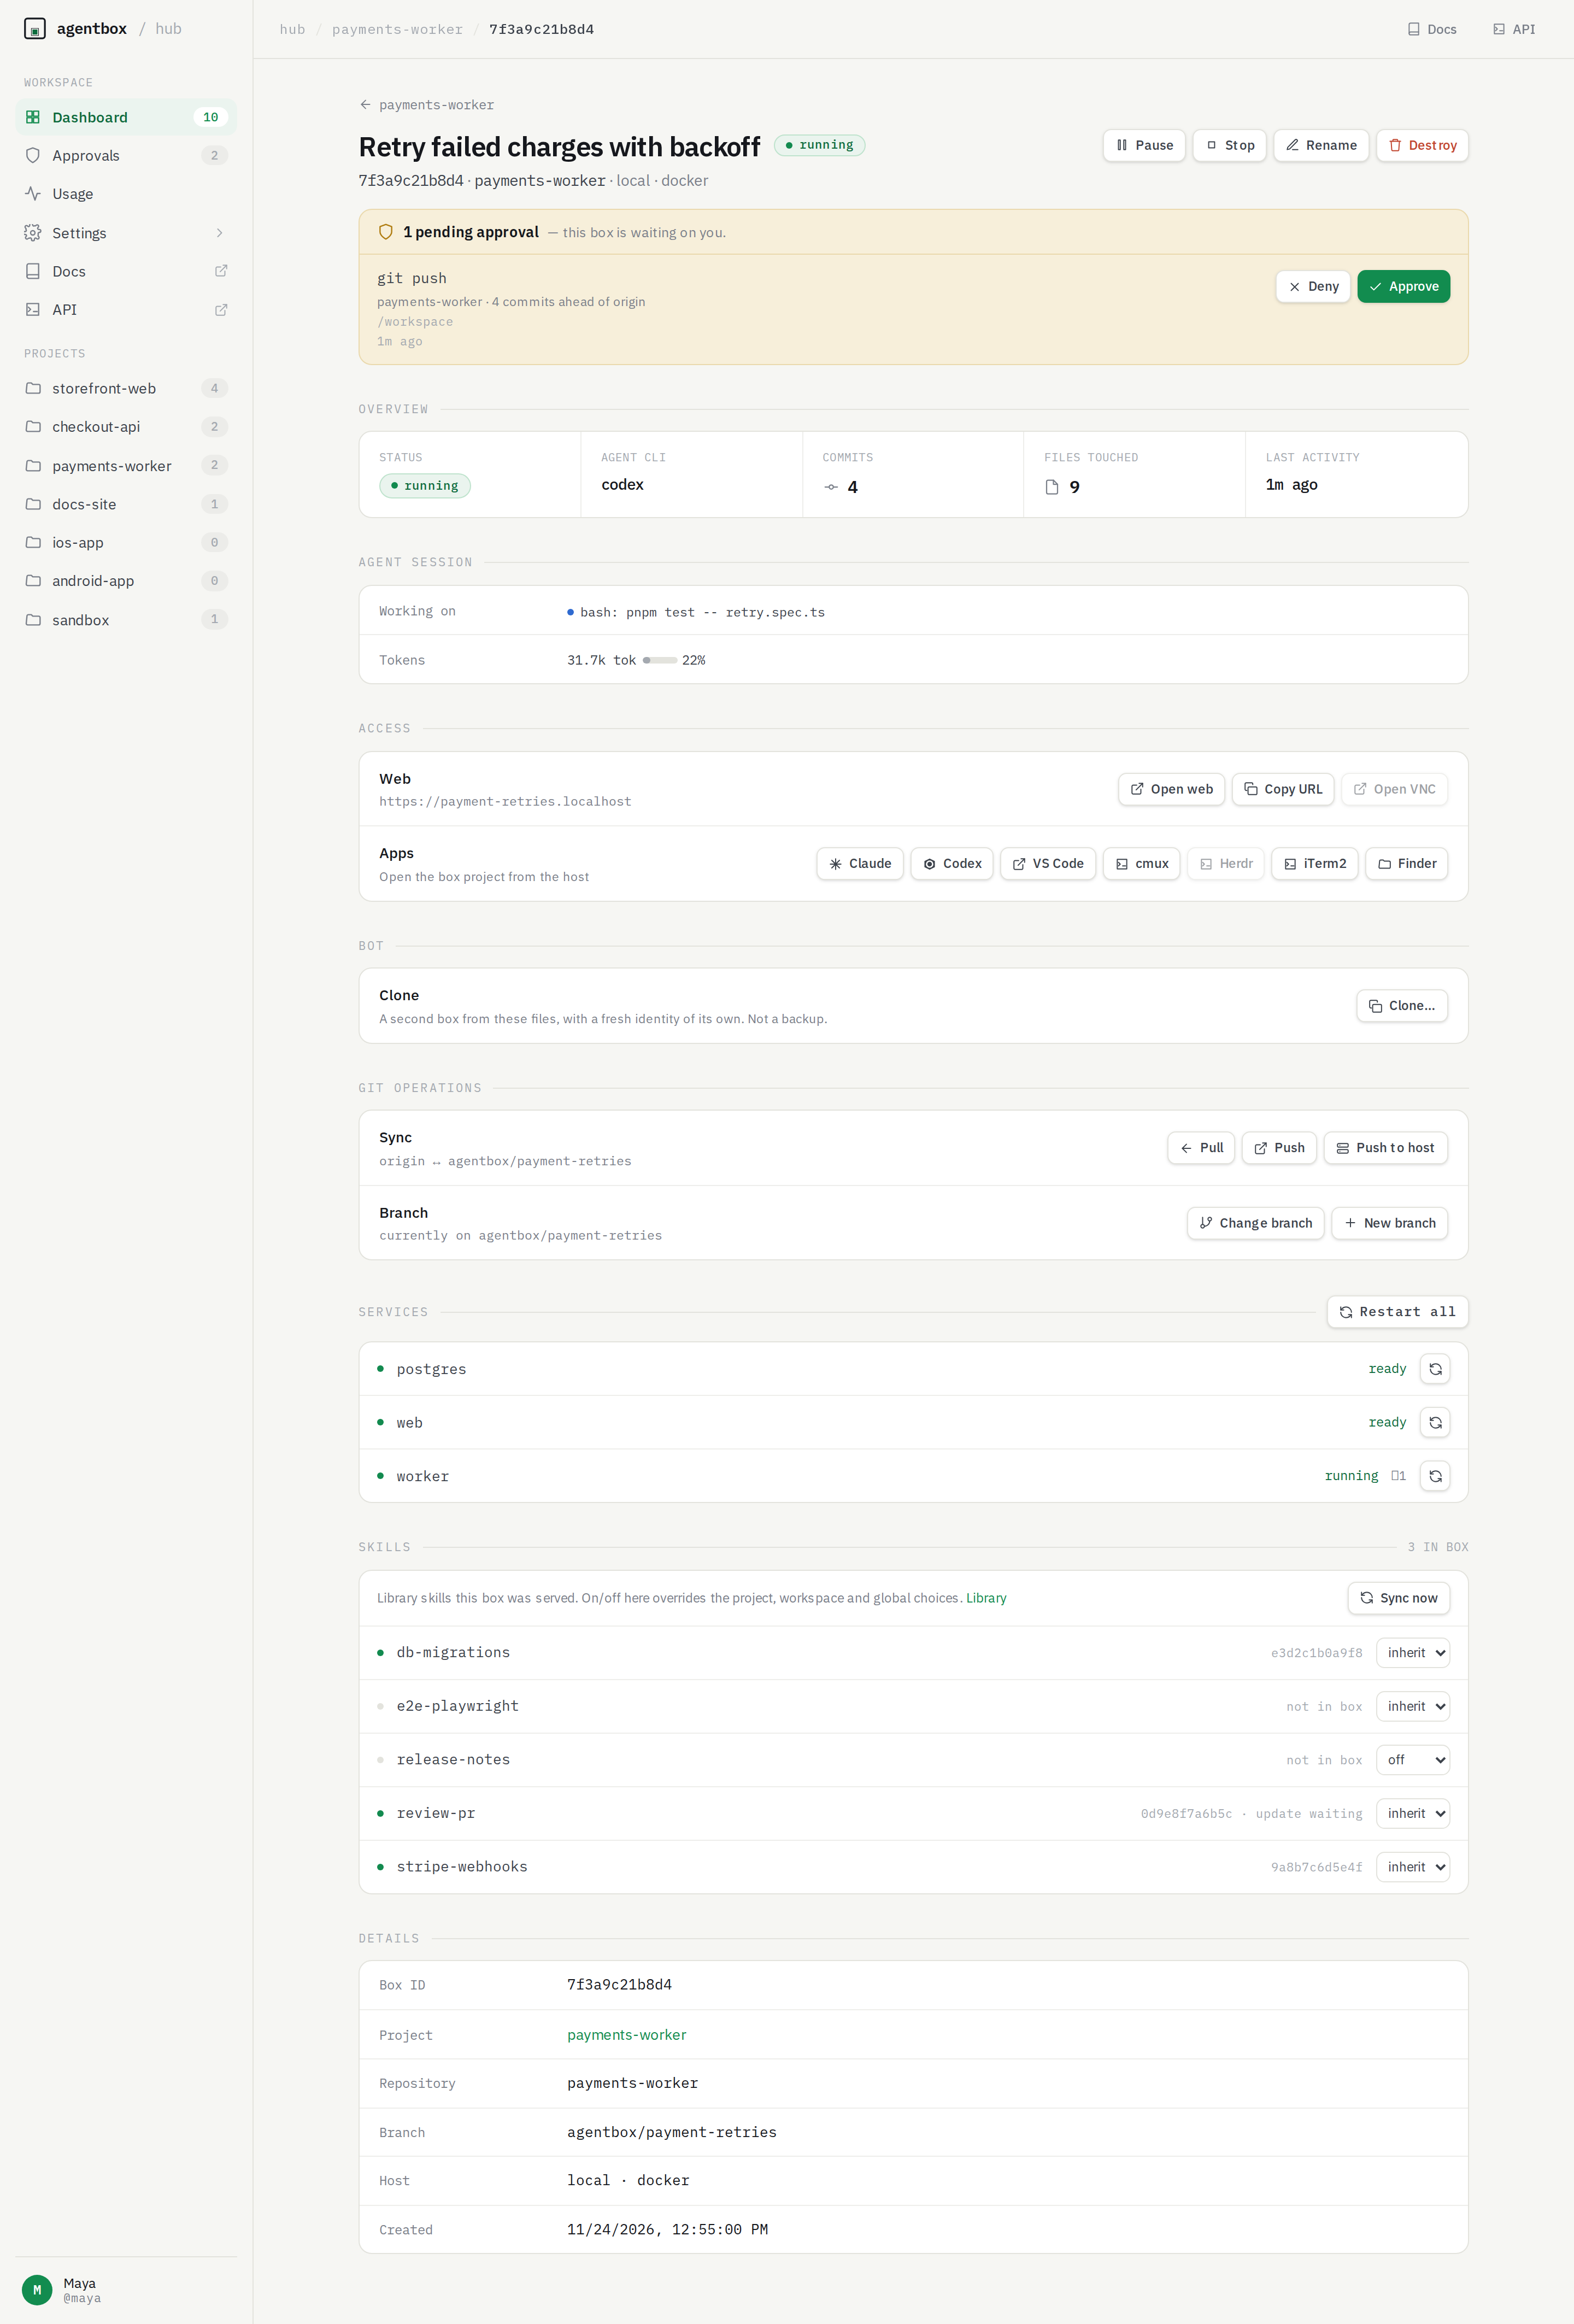 agentbox / hub
hub / payments-worker / 7f3a9c21b8d4
Docs
API
WORKSPACE
Dashboard 10
Approvals 2
Usage
Settings
Docs
API
PROJECTS
storefront-web 4
checkout-api 2
payments-worker 2
docs-site 1
ios-app 0
android-app 0
sandbox 1
M
Maya
@maya
← payments-worker
Retry failed charges with backoff
running
Pause
Stop
Rename
Destroy
7f3a9c21b8d4 · payments-worker · local · docker
1 pending approval — this box is waiting on you.
git push
payments-worker · 4 commits ahead of origin
/workspace
1m ago
Deny
Approve
OVERVIEW
STATUS
running
AGENT CLI
codex
COMMITS
4
FILES TOUCHED
9
LAST ACTIVITY
1m ago
AGENT SESSION
Working on bash: pnpm test -- retry.spec.ts
Tokens 31.7k tok 22%
ACCESS
Web
https://payment-retries.localhost
Open web
Copy URL
Open VNC
Apps
Open the box project from the host
Claude
Codex
VS Code
cmux
Herdr
iTerm2
Finder
BOT
Clone
A second box from these files, with a fresh identity of its own. Not a backup.
Clone...
GIT OPERATIONS
Sync
origin ↔ agentbox/payment-retries
Pull
Push
Push to host
Branch
currently on agentbox/payment-retries
Change branch
New branch
SERVICES
Restart all
postgres ready
web ready
worker running 1
SKILLS
3 IN BOX
Library skills this box was served. On/off here overrides the project, workspace and global choices. Library
Sync now
db-migrations e3d2c1b0a9f8 inherit
e2e-playwright not in box inherit
release-notes not in box off
review-pr 0d9e8f7a6b5c · update waiting inherit
stripe-webhooks 9a8b7c6d5e4f inherit
DETAILS
Box ID 7f3a9c21b8d4
Project payments-worker
Repository payments-worker
Branch agentbox/payment-retries
Host local · docker
Created 11/24/2026, 12:55:00 PM